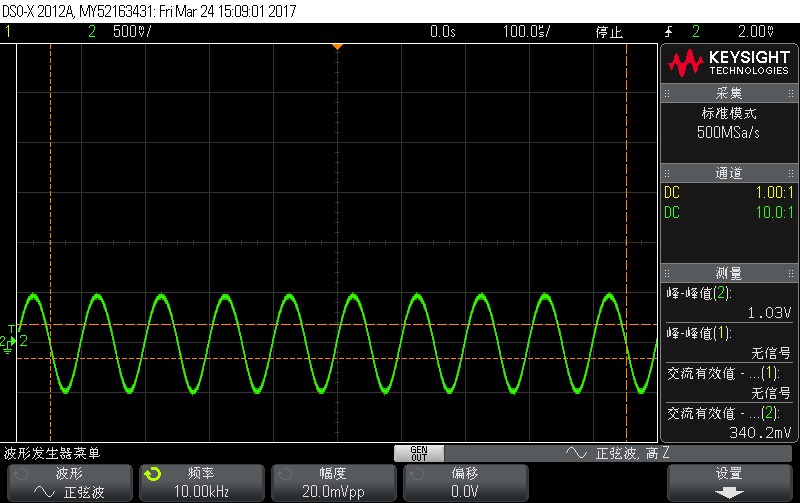 DSO-X 2012A, MY52163431: Fri Mar 24 15:09:01 2017
1 2 500mV/ 0.0s 100.0us/ 停止 2 2.00V
KEYSIGHT
TECHNOLOGIES
采集
标准模式
500MSa/s
通道
DC 1.00:1
DC 10.0:1
测量
峰-峰值(2):
1.03V
峰-峰值(1):
无信号
交流有效值 - ...(1):
无信号
交流有效值 - ...(2):
340.2mV
T
2 2
波形发生器菜单
GEN
OUT
正弦波, 高 Z
波形
正弦波
频率
10.00kHz
幅度
20.0mVpp
偏移
0.0V
设置